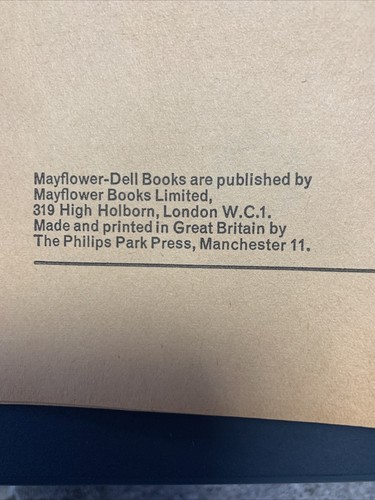 Mayflower-Dell Books are published by
Mayflower Books Limited,
319 High Holborn, London W.C.1.
Made and printed in Great Britain by
The Philips Park Press, Manchester 11.